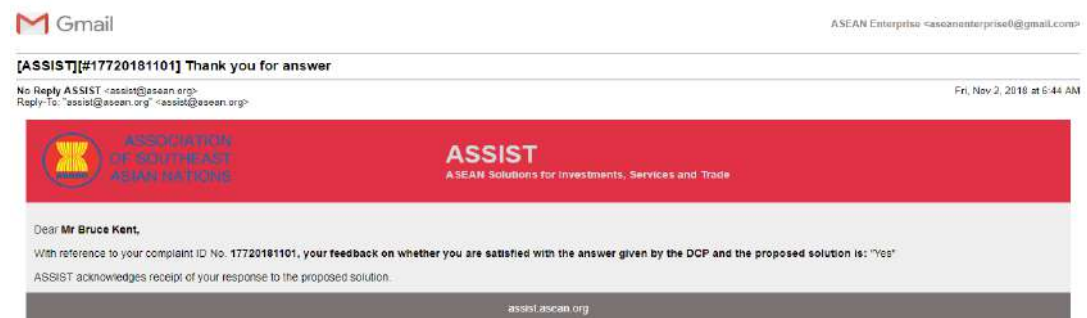 Gmail
ASEAN Enterprise <aseanenterprise0@gmail.com>
[ASSIST][#17720181101] Thank you for answer
No Reply ASSIST <assist@asean.org>
Fri, Nov 2, 2018 at 6:44 AM
Reply-To: "assist@asean.org" <assist@asean.org>
ASSOCIATION
OF SOUTHEAST
ASIAN NATIONS
ASSIST
ASEAN Solutions for Investments, Services and Trade
Dear Mr Bruce Kent,
With reference to your complaint ID No. 17720181101, your feedback on whether you are satisfied with the answer given by the DCP and the proposed solution is: "Yes"
ASSIST acknowledges receipt of your response to the proposed solution.
assist.asean.org